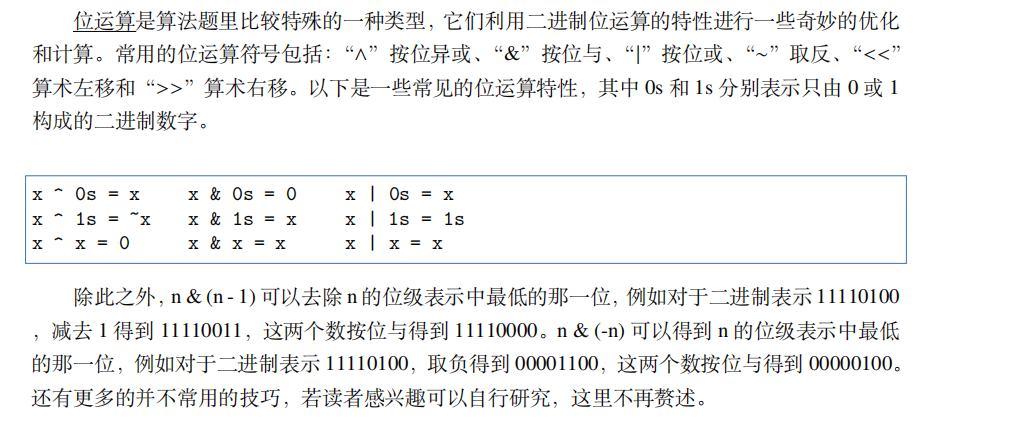 位运算是算法题里比较特殊的一种类型，它们利用二进制位运算的特性进行一些奇妙的优化
和计算。常用的位运算符号包括：“∧”按位异或、“&”按位与、“|”按位或、“~”取反、“<<”
算术左移和“>>”算术右移。以下是一些常见的位运算特性，其中 0s 和 1s 分别表示只由 0 或 1
构成的二进制数字。
x ^ 0s = x x & 0s = 0 x | 0s = x
x ^ 1s = ~x x & 1s = x x | 1s = 1s
x ^ x = 0 x & x = x x | x = x
除此之外，n & (n - 1) 可以去除 n 的位级表示中最低的那一位，例如对于二进制表示 11110100
，减去 1 得到 11110011，这两个数按位与得到 11110000。n & (-n) 可以得到 n 的位级表示中最低
的那一位，例如对于二进制表示 11110100，取负得到 00001100，这两个数按位与得到 00000100。
还有更多的并不常用的技巧，若读者感兴趣可以自行研究，这里不再赘述。